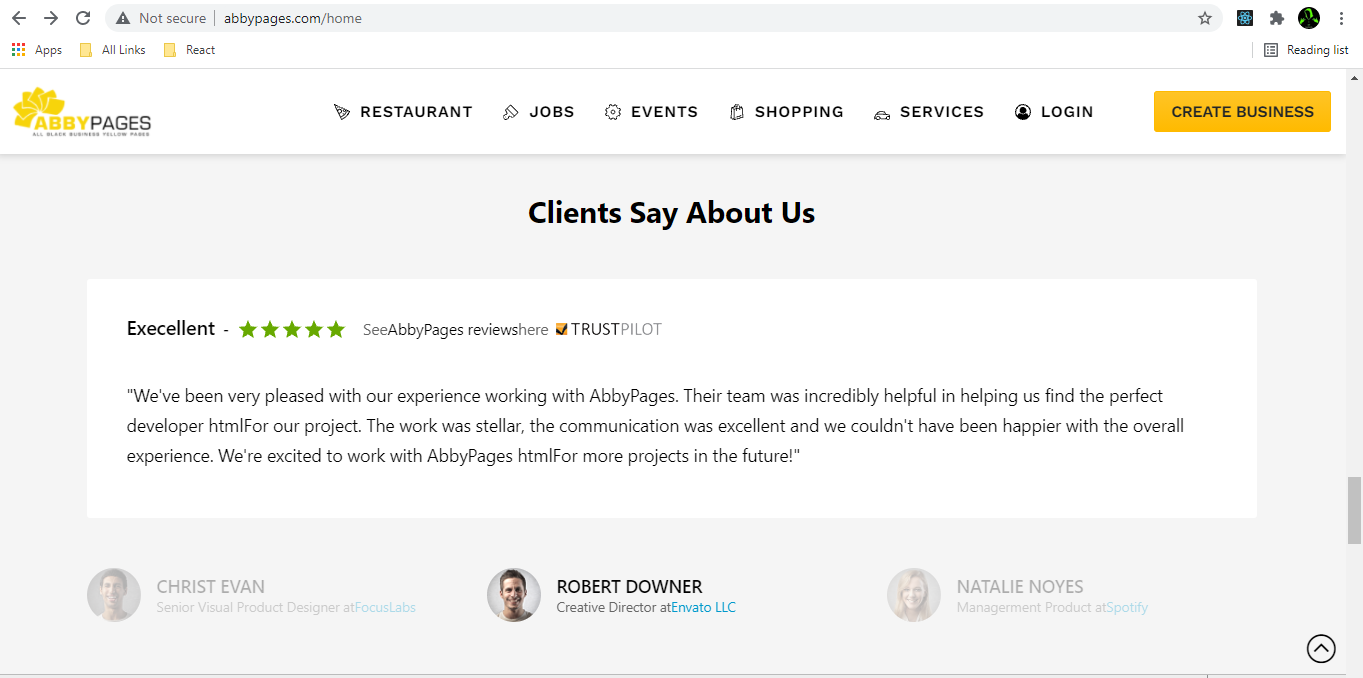 Not secure | abbypages.com/home
Apps All Links React Reading list
ABBYPAGES
ALL BLACK BUSINESS YELLOW PAGES
RESTAURANT JOBS EVENTS SHOPPING SERVICES LOGIN CREATE BUSINESS
Clients Say About Us
Execellent - SeeAbbyPages reviewshere TRUSTPILOT
"We've been very pleased with our experience working with AbbyPages. Their team was incredibly helpful in helping us find the perfect
developer htmlFor our project. The work was stellar, the communication was excellent and we couldn't have been happier with the overall
experience. We're excited to work with AbbyPages htmlFor more projects in the future!"
CHRIST EVAN
Senior Visual Product Designer atFocusLabs
ROBERT DOWNER
Creative Director atEnvato LLC
NATALIE NOYES
Managerment Product atSpotify